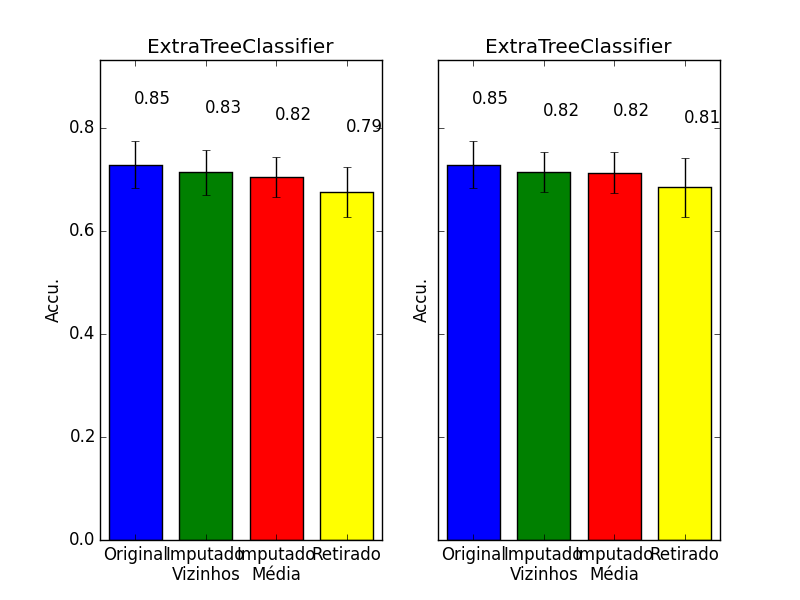 ExtraTreeClassifier
0.85
0.83
0.82
0.79
0.8
0.6
0.4
0.2
0.0
Accu.
Original Imputado Imputado Retirado
Vizinhos Média
ExtraTreeClassifier
0.85
0.82
0.82
0.81
Accu.
Original Imputado Imputado Retirado
Vizinhos Média